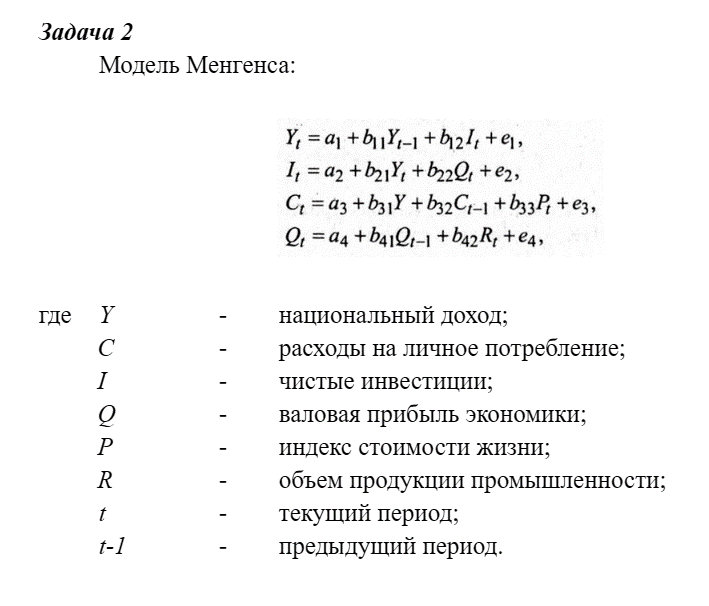 Задача 2
Модель Менгенса:
Yₜ = a₁ + b₁₁Yₜ₋₁ + b₁₂Iₜ + e₁,
Iₜ = a₂ + b₂₁Yₜ + b₂₂Qₜ + e₂,
Cₜ = a₃ + b₃₁Y + b₃₂Cₜ₋₁ + b₃₃Pₜ + e₃,
Qₜ = a₄ + b₄₁Qₜ₋₁ + b₄₂Rₜ + e₄,
где Y - национальный доход;
C - расходы на личное потребление;
I - чистые инвестиции;
Q - валовая прибыль экономики;
P - индекс стоимости жизни;
R - объем продукции промышленности;
t - текущий период;
t-1 - предыдущий период.